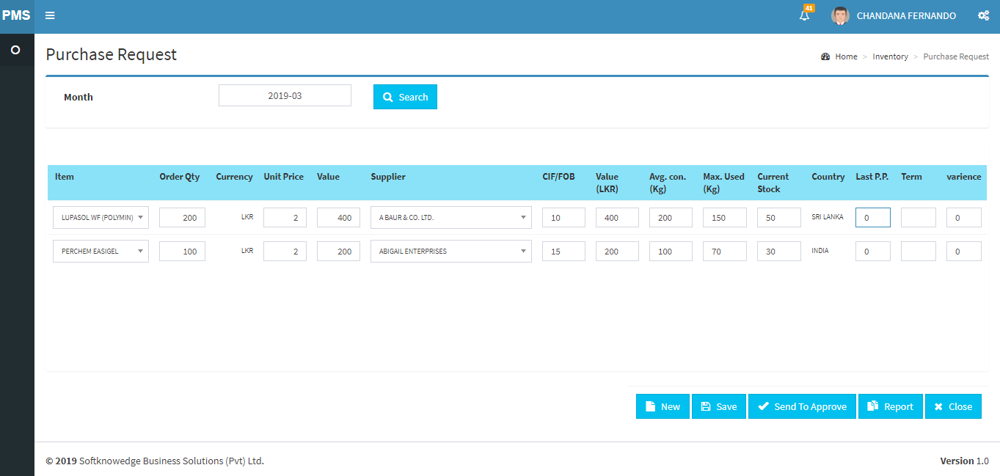 PMS 41 CHANDANA FERNANDO
Purchase Request Home > Inventory > Purchase Request
Month 2019-03 Search
Item Order Qty Currency Unit Price Value Supplier CIF/FOB Value (LKR) Avg. con. (Kg) Max. Used (Kg) Current Stock Country Last P.P. Term varience
LUPASOL WF (POLYMIN) 200 LKR 2 400 A BAUR & CO. LTD. 10 400 200 150 50 SRI LANKA 0 0
PERCHEM EASIGEL 100 LKR 2 200 ABIGAIL ENTERPRISES 15 200 100 70 30 INDIA 0 0
New Save Send To Approve Report Close
© 2019 Softknowedge Business Solutions (Pvt) Ltd. Version 1.0